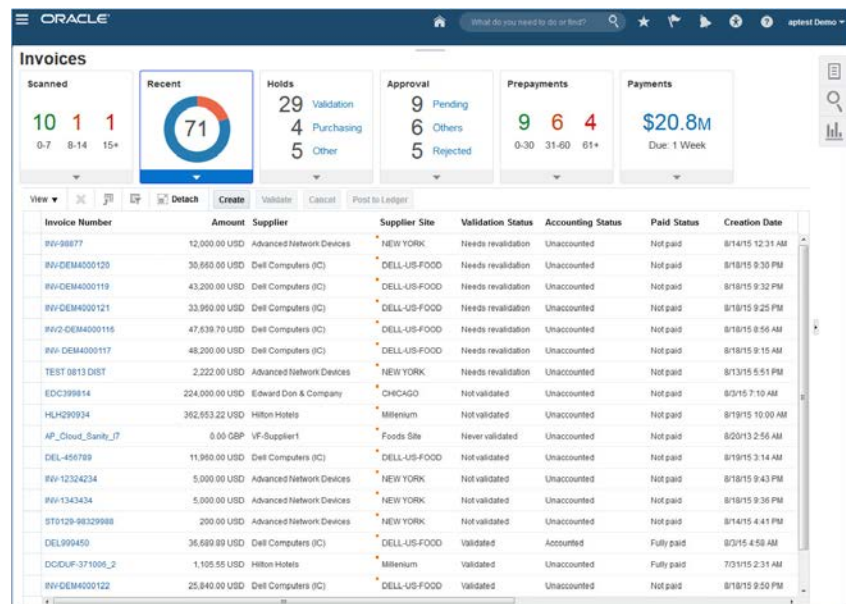 ORACLE
What do you need to do or find?
aptest Demo
Invoices
Scanned
10 1 1
0-7 8-14 15+
Recent
71
Holds
29 Validation
4 Purchasing
5 Other
Approval
9 Pending
6 Others
5 Rejected
Prepayments
9 6 4
0-30 31-60 61+
Payments
$20.8M
Due: 1 Week
View Detach Create Validate Cancel Post to Ledger
Invoice Number Amount Supplier Supplier Site Validation Status Accounting Status Paid Status Creation Date
INV-98877 12,000.00 USD Advanced Network Devices NEW YORK Needs revalidation Unaccounted Not paid 8/14/15 12:31 AM
INV-DEM4000120 30,660.00 USD Dell Computers (IC) DELL-US-FOOD Needs revalidation Unaccounted Not paid 8/18/15 9:30 PM
INV-DEM4000119 43,200.00 USD Dell Computers (IC) DELL-US-FOOD Needs revalidation Unaccounted Not paid 8/18/15 9:32 PM
INV-DEM4000121 33,960.00 USD Dell Computers (IC) DELL-US-FOOD Needs revalidation Unaccounted Not paid 8/18/15 9:25 PM
INV2-DEM4000116 47,639.70 USD Dell Computers (IC) DELL-US-FOOD Needs revalidation Unaccounted Not paid 8/18/15 8:56 AM
INV- DEM4000117 48,200.00 USD Dell Computers (IC) DELL-US-FOOD Needs revalidation Unaccounted Not paid 8/18/15 9:15 AM
TEST 0813 DIST 2,222.00 USD Advanced Network Devices NEW YORK Needs revalidation Unaccounted Not paid 8/13/15 5:51 PM
EDC399814 224,000.00 USD Edward Don & Company CHICAGO Not validated Unaccounted Not paid 8/3/15 7:10 AM
HLH290934 362,653.22 USD Hilton Hotels Millenium Not validated Unaccounted Not paid 8/19/15 10:00 AM
AP_Cloud_Sanity_I7 0.00 GBP VF-Supplier1 Foods Site Never validated Unaccounted Not paid 8/20/13 2:56 AM
DEL-456789 11,960.00 USD Dell Computers (IC) DELL-US-FOOD Not validated Unaccounted Not paid 8/19/15 3:14 AM
INV-12324234 5,000.00 USD Advanced Network Devices NEW YORK Not validated Unaccounted Not paid 8/18/15 9:43 PM
INV-1343434 5,000.00 USD Advanced Network Devices NEW YORK Not validated Unaccounted Not paid 8/18/15 9:36 PM
ST0129-98329988 200.00 USD Advanced Network Devices NEW YORK Not validated Unaccounted Not paid 8/14/15 4:41 PM
DEL999450 36,689.89 USD Dell Computers (IC) DELL-US-FOOD Validated Accounted Fully paid 8/3/15 4:58 AM
DC/DUF-371006_2 1,105.55 USD Hilton Hotels Millenium Validated Unaccounted Fully paid 7/31/15 2:31 AM
INV-DEM4000122 25,840.00 USD Dell Computers (IC) DELL-US-FOOD Validated Unaccounted Not paid 8/18/15 9:50 PM